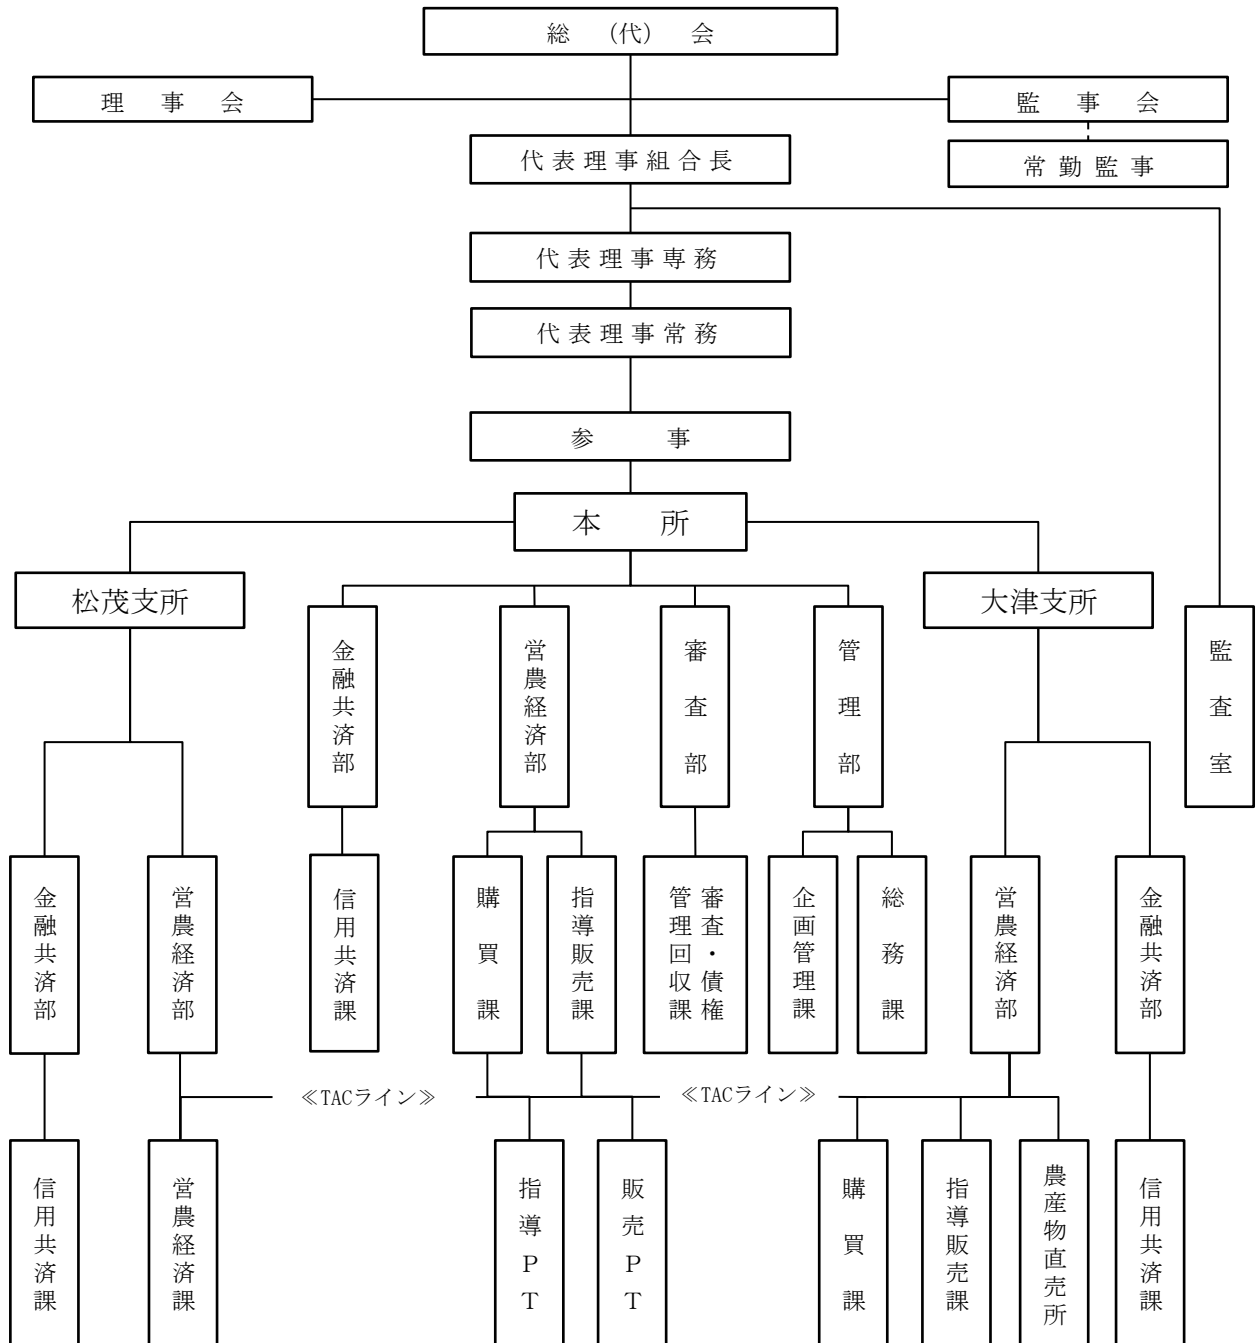 総　（代）　会
理　事　会
監　事　会
代表理事組合長
常勤監事
代表理事専務
代表理事常務
参　　事
本　所
松茂支所
大津支所
金融共済部
営農経済部
審査部
管理部
監査室
金融共済部
営農経済部
信用共済課
購買課
指導販売課
審査・債権
管理回収課
企画管理課
総務課
営農経済部
金融共済部
≪TACライン≫
≪TACライン≫
信用共済課
営農経済課
指導ＰＴ
販売ＰＴ
購買課
指導販売課
農産物直売所
信用共済課